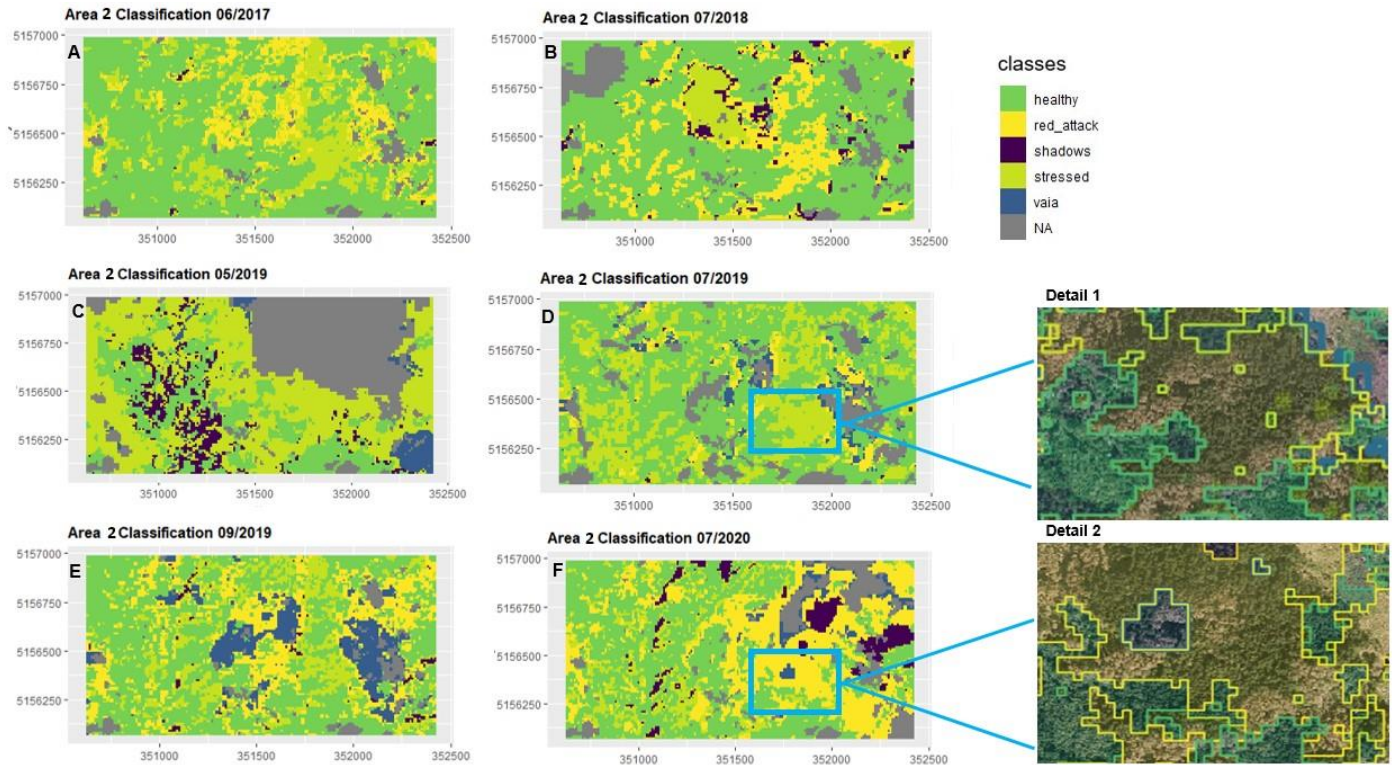 Area 2 Classification 06/2017
A
5157000
5156750
5156500
5156250
351000
351500
352000
352500
Area 2 Classification 07/2018
B
5157000
5156750
5156500
5156250
351000
351500
352000
352500
classes
healthy
red_attack
shadows
stressed
vaia
NA
Area 2 Classification 05/2019
C
5157000
5156750
5156500
5156250
351000
351500
352000
352500
Area 2 Classification 07/2019
D
5157000
5156750
5156500
5156250
351000
351500
352000
352500
Detail 1
Area 2 Classification 09/2019
E
5157000
5156750
5156500
5156250
351000
351500
352000
352500
Area 2 Classification 07/2020
F
5157000
5156750
5156500
5156250
351000
351500
352000
352500
Detail 2